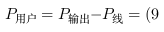 P用户 = P输出−P线 = (9